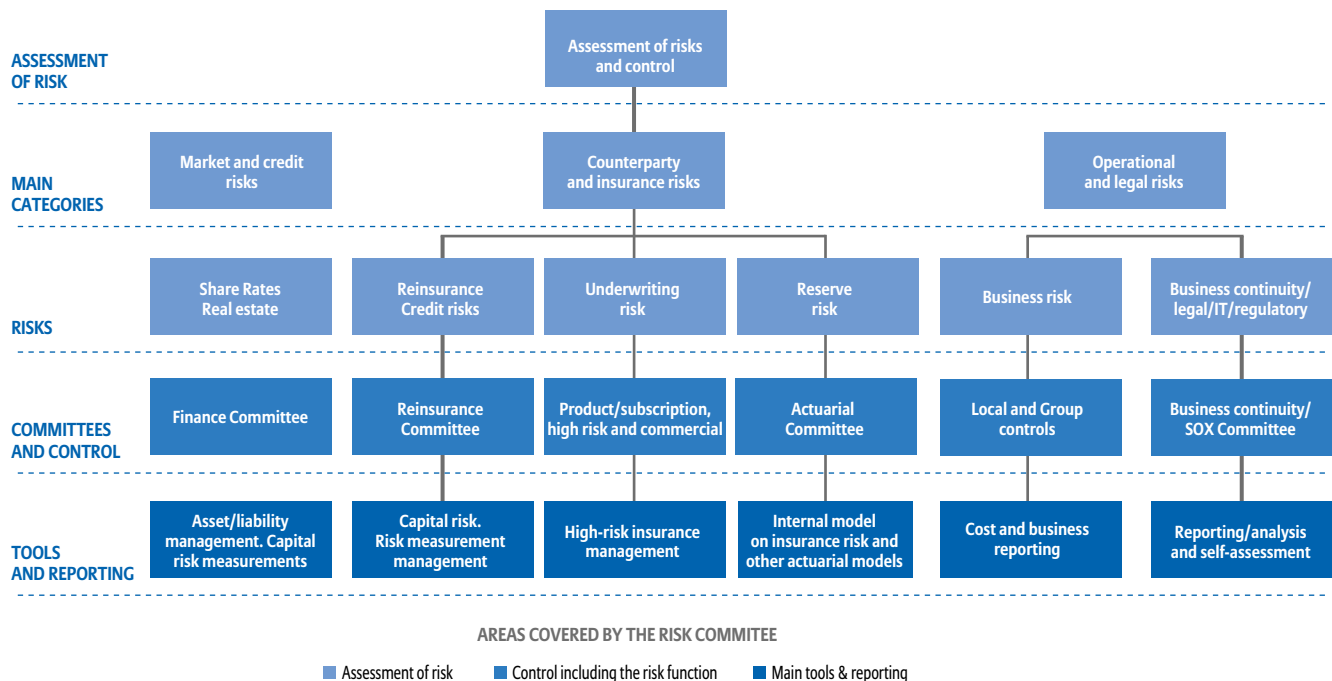 ASSESSMENT
OF RISK
Assessment of risks
and control
MAIN
CATEGORIES
Market and credit
risks
Counterparty
and insurance risks
Operational
and legal risks
RISKS
Share Rates
Real estate
Reinsurance
Credit risks
Underwriting
risk
Reserve
risk
Business risk
Business continuity/
legal/IT/regulatory
COMMITTEES
AND CONTROL
Finance Committee
Reinsurance
Committee
Product/subscription,
high risk and commercial
Actuarial
Committee
Local and Group
controls
Business continuity/
SOX Committee
TOOLS
AND REPORTING
Asset/liability
management. Capital
risk measurements
Capital risk.
Risk measurement
management
High-risk insurance
management
Internal model
on insurance risk and
other actuarial models
Cost and business
reporting
Reporting/analysis
and self-assessment
AREAS COVERED BY THE RISK COMMITEE
Assessment of risk
Control including the risk function
Main tools & reporting